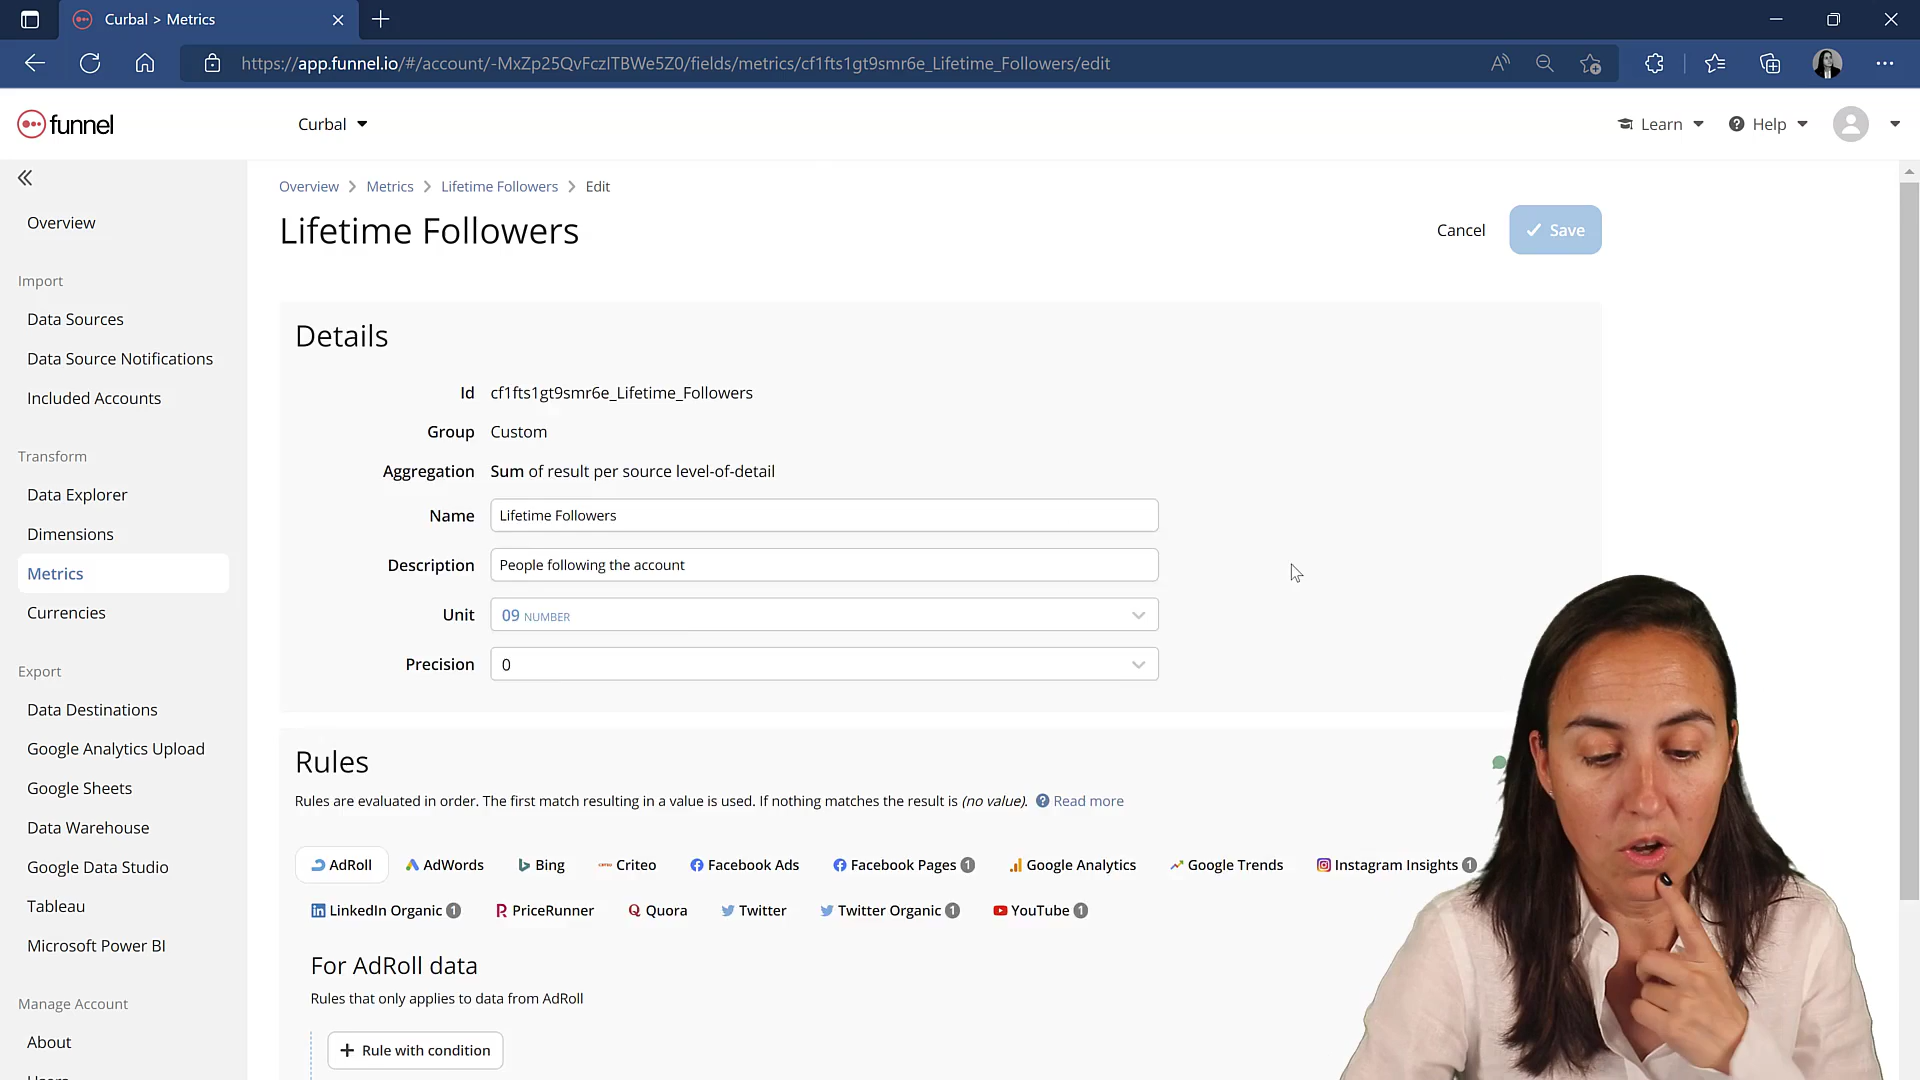 Curbal > Metrics
https://app.funnel.io/#/account/-MxZp25QvFczlTBWe5Z0/fields/metrics/cf1fts1gt9smr6e_Lifetime_Followers/edit
funnel
Curbal
Learn
Help
Overview
Import
Data Sources
Data Source Notifications
Included Accounts
Transform
Data Explorer
Dimensions
Metrics
Currencies
Export
Data Destinations
Google Analytics Upload
Google Sheets
Data Warehouse
Google Data Studio
Tableau
Microsoft Power BI
Manage Account
About
Overview > Metrics > Lifetime Followers > Edit
Lifetime Followers
Cancel
Save
Details
Id cf1fts1gt9smr6e_Lifetime_Followers
Group Custom
Aggregation Sum of result per source level-of-detail
Name Lifetime Followers
Description People following the account
Unit 09 NUMBER
Precision 0
Rules
Rules are evaluated in order. The first match resulting in a value is used. If nothing matches the result is (no value). Read more
AdRoll AdWords Bing Criteo Facebook Ads Facebook Pages 1 Google Analytics Google Trends Instagram Insights 1
LinkedIn Organic 1 PriceRunner Quora Twitter Twitter Organic 1 YouTube 1
For AdRoll data
Rules that only applies to data from AdRoll
+ Rule with condition